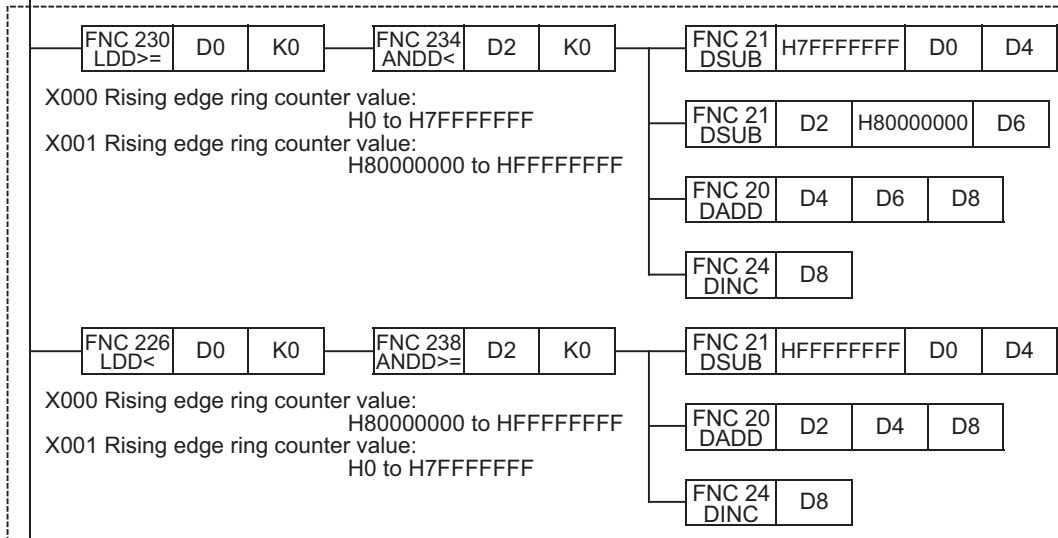 FNC 230 LDD>= D0 K0 FNC 234 ANDD< D2 K0 FNC 21 DSUB H7FFFFFFF D0 D4
X000 Rising edge ring counter value:
H0 to H7FFFFFFF
X001 Rising edge ring counter value:
H80000000 to HFFFFFFFF
FNC 21 DSUB D2 H80000000 D6
FNC 20 DADD D4 D6 D8
FNC 24 DINC D8
FNC 226 LDD< D0 K0 FNC 238 ANDD>= D2 K0 FNC 21 DSUB HFFFFFFFF D0 D4
X000 Rising edge ring counter value:
H80000000 to HFFFFFFFF
X001 Rising edge ring counter value:
H0 to H7FFFFFFF
FNC 20 DADD D2 D4 D8
FNC 24 DINC D8